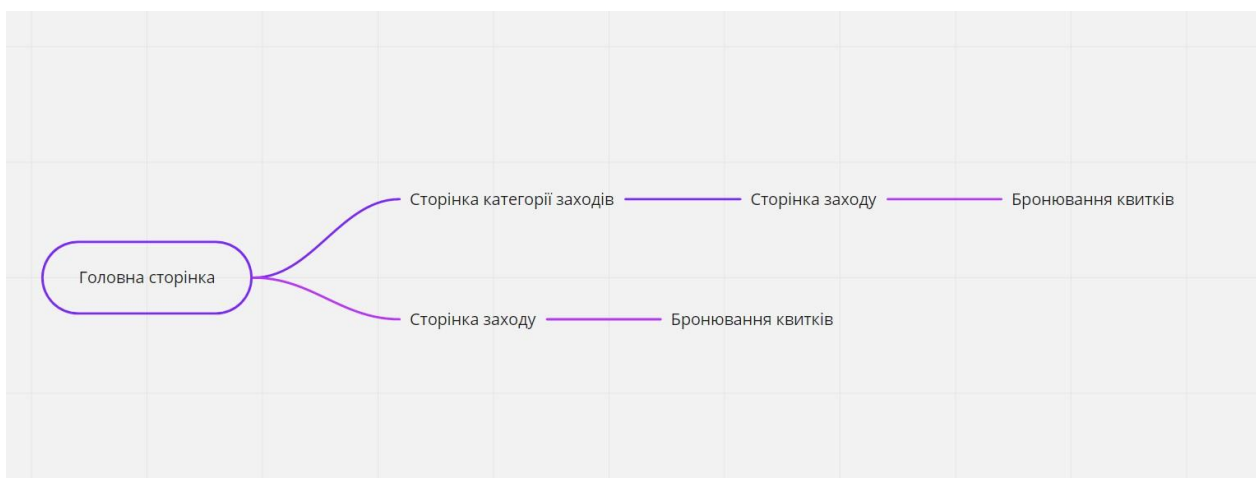 Сторінка категорії заходів
Сторінка заходу
Бронювання квитків
Головна сторінка
Сторінка заходу
Бронювання квитків